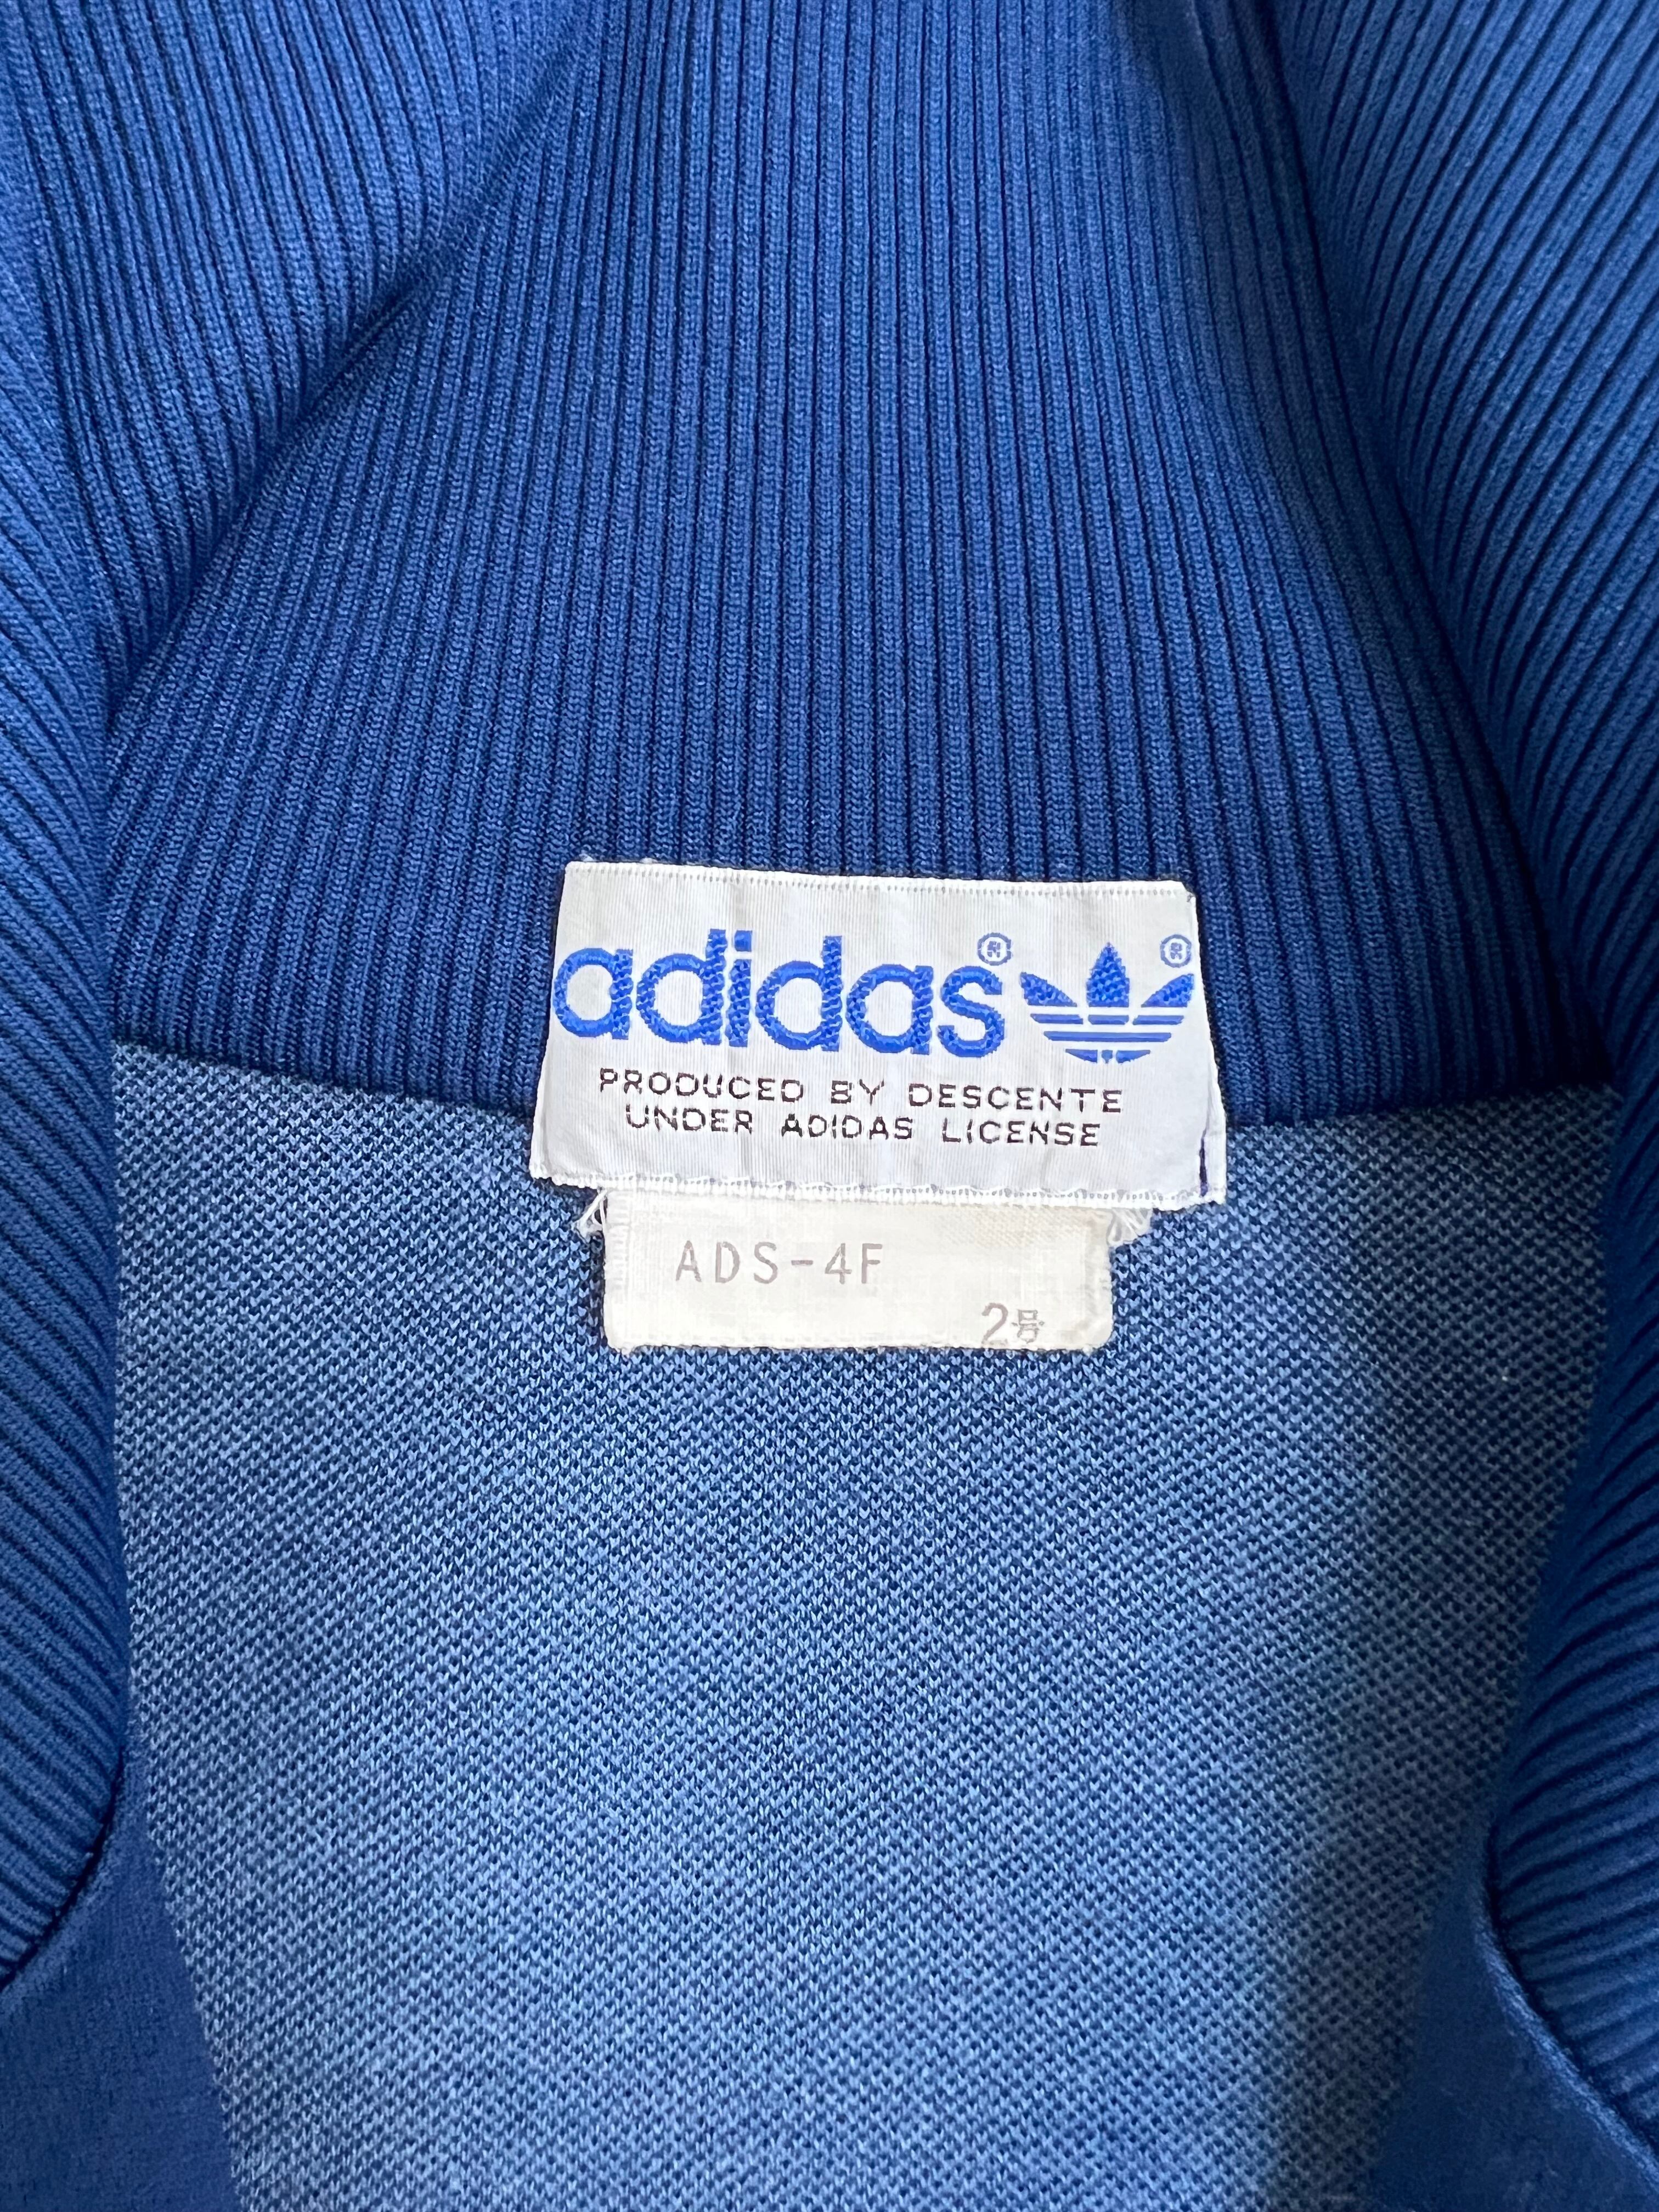 adidas® ®
PRODUCED BY DESCENTE
UNDER ADIDAS LICENSE
ADS-4F
2号